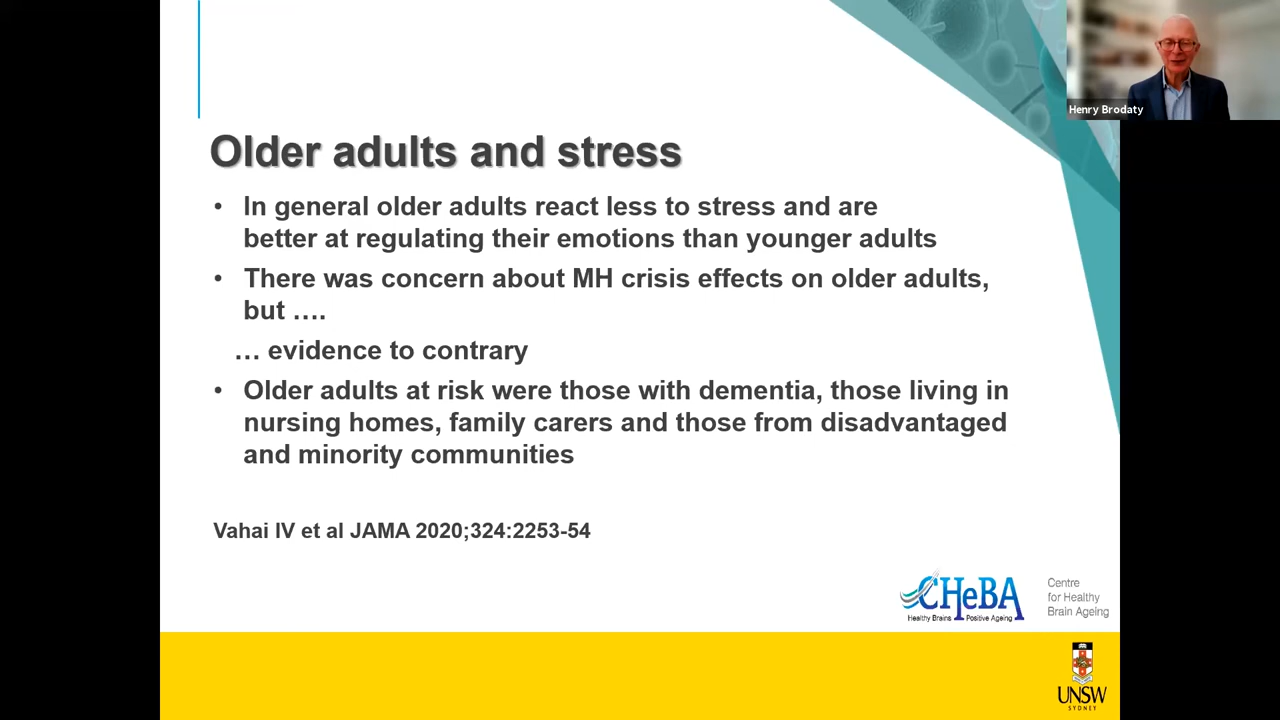 Henry Brodaty
Older adults and stress
• In general older adults react less to stress and are
better at regulating their emotions than younger adults
• There was concern about MH crisis effects on older adults,
but ….
… evidence to contrary
• Older adults at risk were those with dementia, those living in
nursing homes, family carers and those from disadvantaged
and minority communities
Vahai IV et al JAMA 2020;324:2253-54
CHeBA
Healthy Brains Positive Ageing
Centre
for Healthy
Brain Ageing
UNSW
SYDNEY